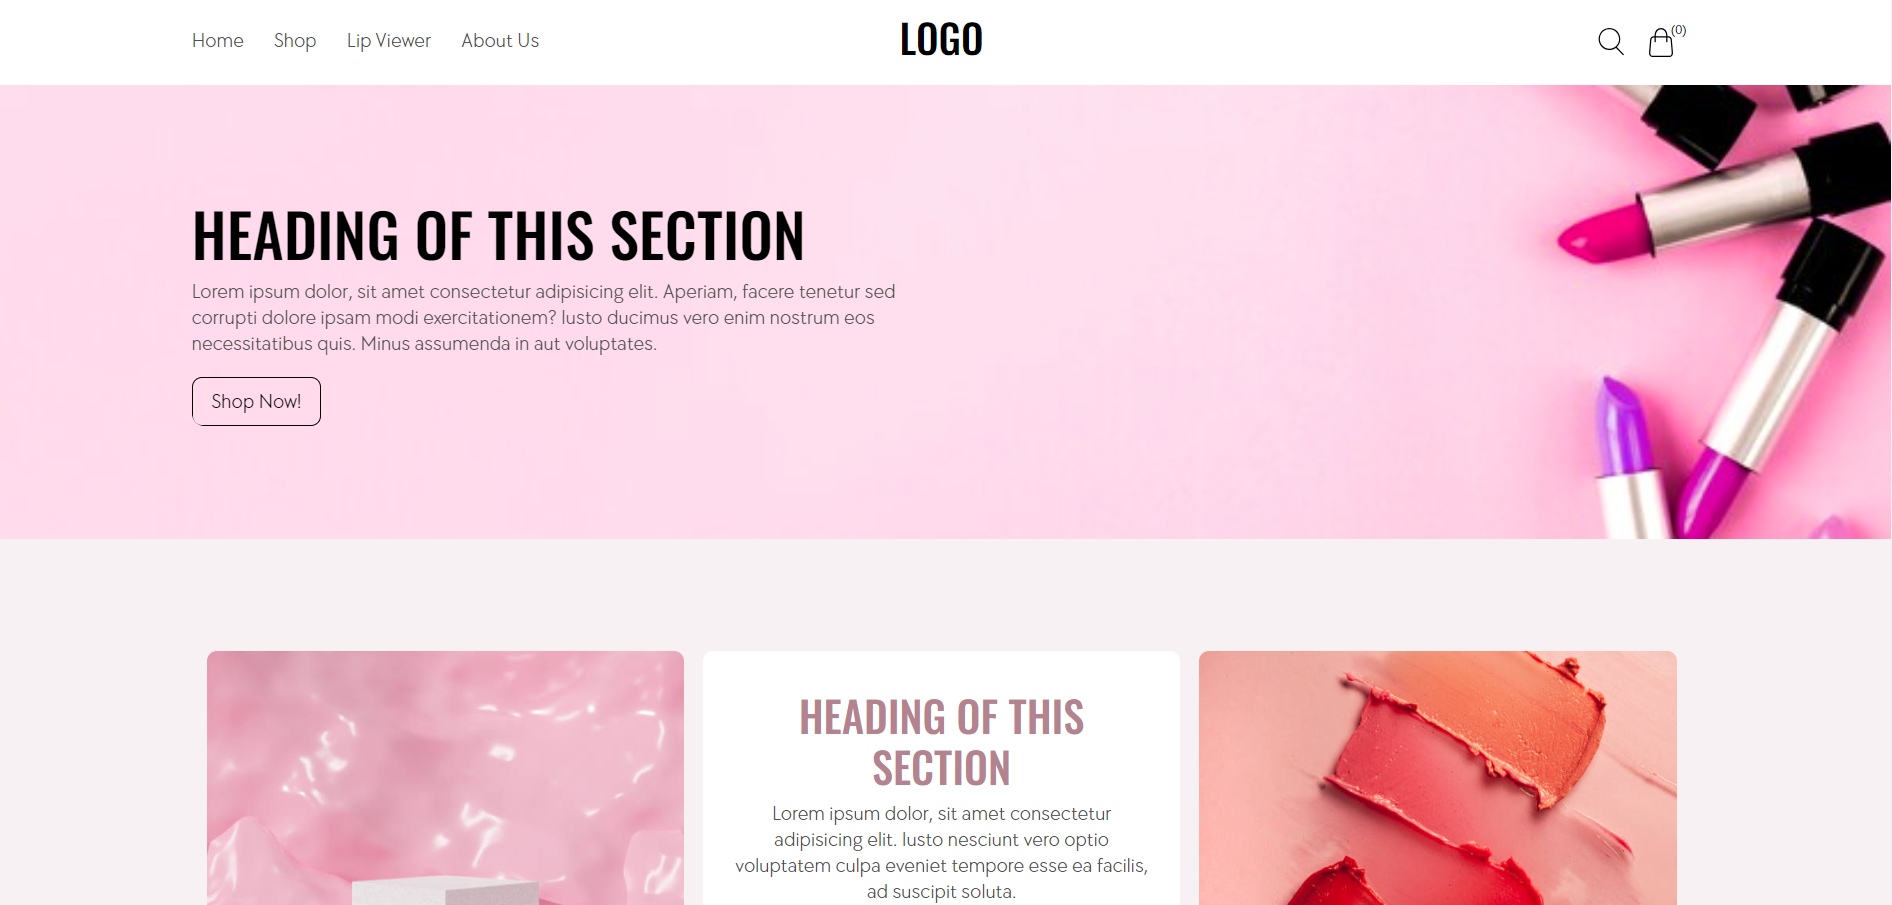 Home Shop Lip Viewer About Us LOGO (0)
HEADING OF THIS SECTION
Lorem ipsum dolor, sit amet consectetur adipisicing elit. Aperiam, facere tenetur sed
corrupti dolore ipsam modi exercitationem? Iusto ducimus vero enim nostrum eos
necessitatibus quis. Minus assumenda in aut voluptates.
Shop Now!
HEADING OF THIS
SECTION
Lorem ipsum dolor, sit amet consectetur
adipisicing elit. Iusto nesciunt vero optio
voluptatem culpa eveniet tempore esse ea facilis,
ad suscipit soluta.